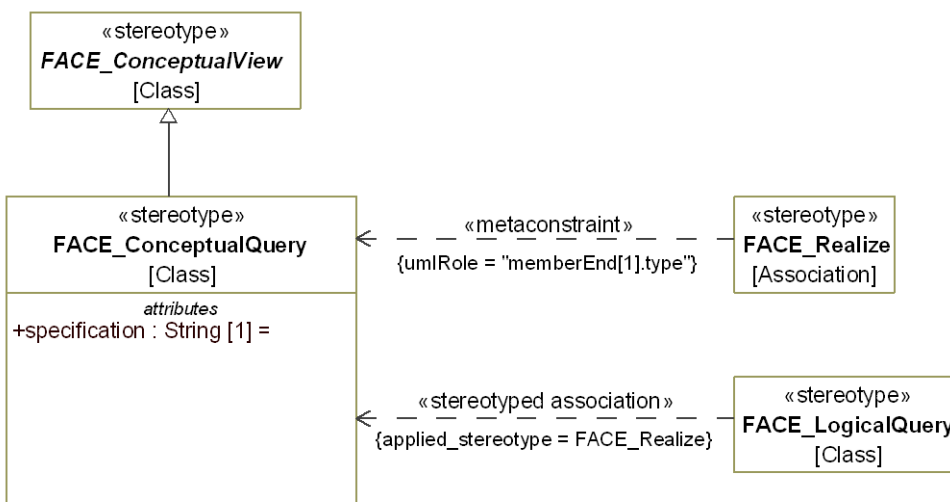 «stereotype»
FACE_ConceptualView
[Class]
«stereotype»
FACE_ConceptualQuery
[Class]
attributes
+specification : String [1] =
«metaconstraint»
{umlRole = "memberEnd[1].type"}
«stereotype»
FACE_Realize
[Association]
«stereotyped association»
{applied_stereotype = FACE_Realize}
«stereotype»
FACE_LogicalQuery
[Class]